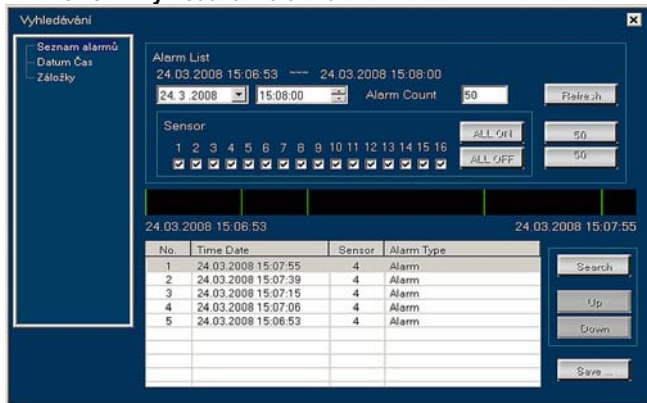 Vyhledávání
Seznam alarmů
Datum Čas
Záložky
Alarm List
24.03.2008 15:06:53 --- 24.03.2008 15:08:00
24. 3 .2008 15:08:00 Alarm Count 50 Refresh
Sensor
1 2 3 4 5 6 7 8 9 10 11 12 13 14 15 16
ALL ON 50
ALL OFF 50
24.03.2008 15:06:53 24.03.2008 15:07:55
No. Time Date Sensor Alarm Type
1 24.03.2008 15:07:55 4 Alarm
2 24.03.2008 15:07:39 4 Alarm
3 24.03.2008 15:07:15 4 Alarm
4 24.03.2008 15:07:06 4 Alarm
5 24.03.2008 15:06:53 4 Alarm
Search
Up
Down
Save ...